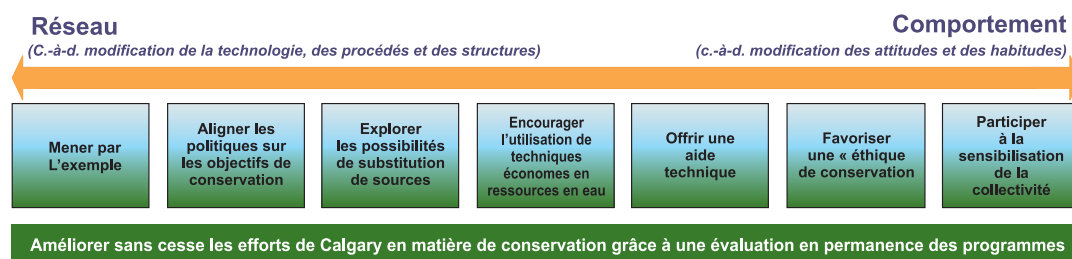 Réseau
(C.-à-d. modification de la technologie, des procédés et des structures)
Comportement
(c.-à-d. modification des attitudes et des habitudes)
Mener par
L'exemple
Aligner les
politiques sur
les objectifs de
conservation
Explorer
les possibilités
de substitution
de sources
Encourager
l'utilisation de
techniques
économes en
ressources en eau
Offrir une
aide
technique
Favoriser
une « éthique
de conservation
Participer
à la
sensibilisation
de la
collectivité
Améliorer sans cesse les efforts de Calgary en matière de conservation grâce à une évaluation en permanence des programmes